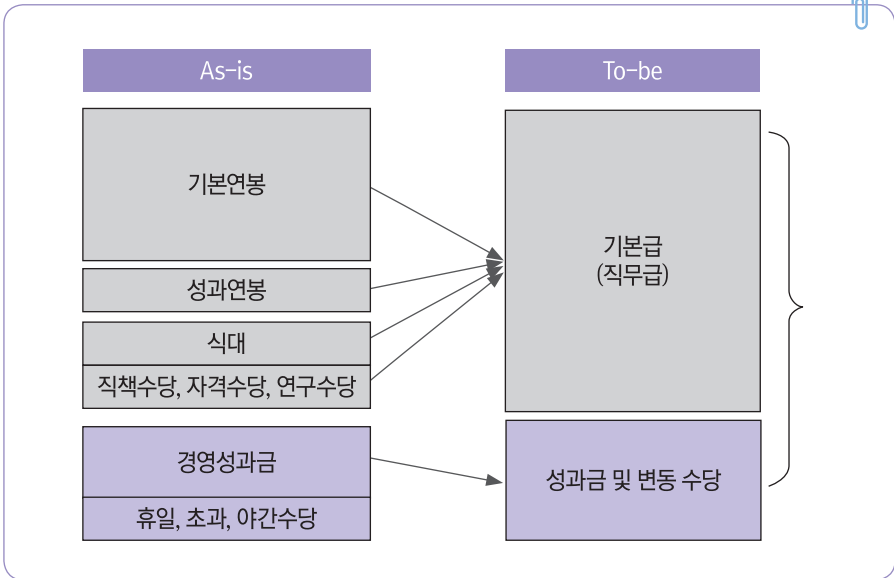 As-is
To-be
기본연봉
성과연봉
식대
직책수당, 자격수당, 연구수당
경영성과금
휴일, 초과, 야간수당
기본급
(직무급)
성과금 및 변동 수당